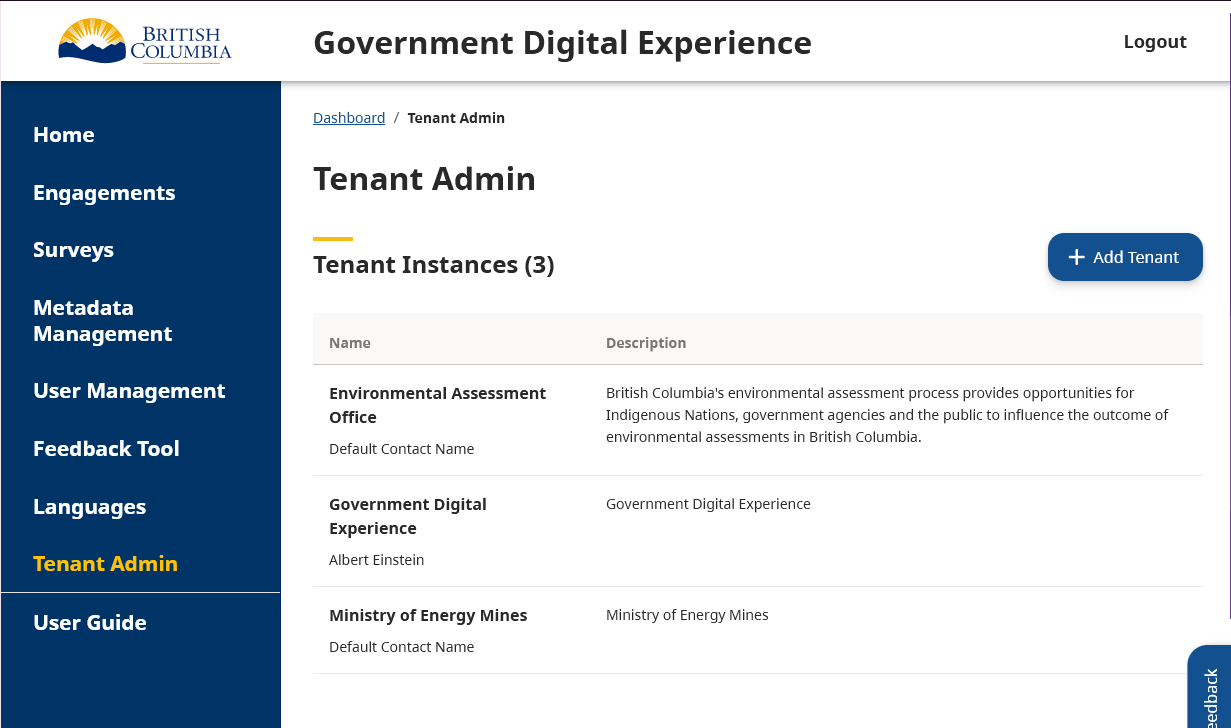 BRITISH
COLUMBIA
Government Digital Experience
Logout
Home
Engagements
Surveys
Metadata
Management
User Management
Feedback Tool
Languages
Tenant Admin
User Guide
Dashboard / Tenant Admin
Tenant Admin
Tenant Instances (3)
+ Add Tenant
Name Description
Environmental Assessment
Office
Default Contact Name
British Columbia's environmental assessment process provides opportunities for
Indigenous Nations, government agencies and the public to influence the outcome of
environmental assessments in British Columbia.
Government Digital
Experience
Albert Einstein
Government Digital Experience
Ministry of Energy Mines
Default Contact Name
Ministry of Energy Mines